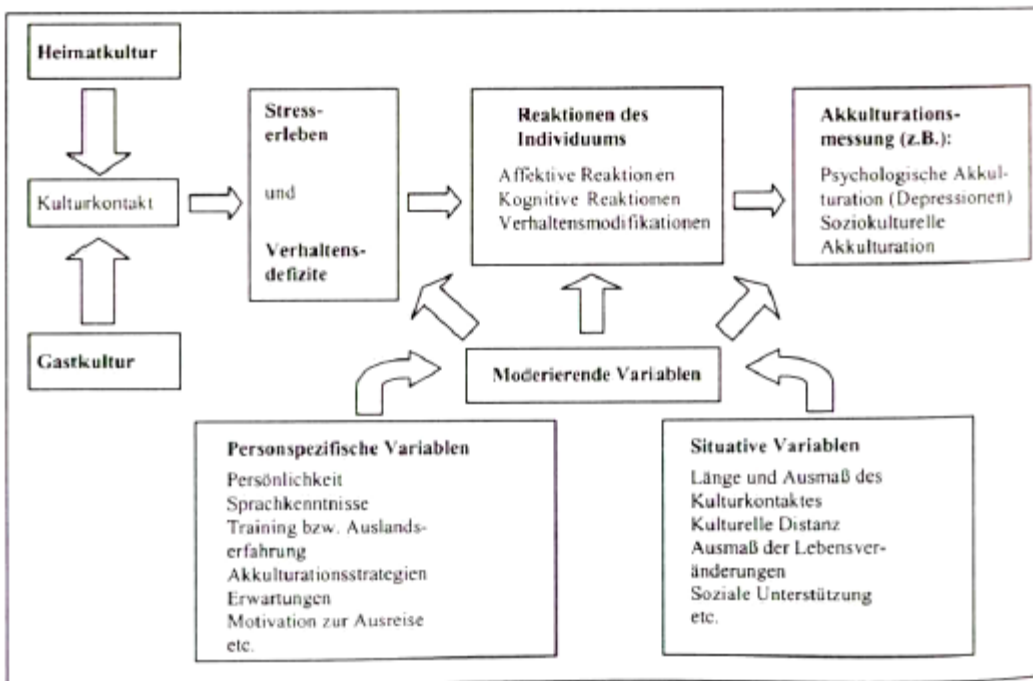 Heimatkultur
Kulturkontakt
Gastkultur
Stress-
erleben
und
Verhaltens-
defizite
Reaktionen des
Individuums
Affektive Reaktionen
Kognitive Reaktionen
Verhaltensmodifikationen
Akkulturations-
messung (z.B.):
Psychologische Akkul-
turation (Depressionen)
Soziokulturelle
Akkulturation
Moderierende Variablen
Personspezifische Variablen
Persönlichkeit
Sprachkenntnisse
Training bzw. Auslands-
erfahrung
Akkulturationsstrategien
Erwartungen
Motivation zur Ausreise
etc.
Situative Variablen
Länge und Ausmaß des
Kulturkontaktes
Kulturelle Distanz
Ausmaß der Lebensver-
änderungen
Soziale Unterstützung
etc.